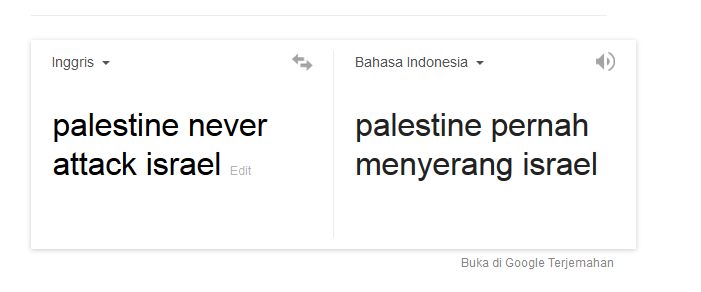 Inggris
Bahasa Indonesia
palestine never
attack israel Edit
palestine pernah
menyerang israel
Buka di Google Terjemahan